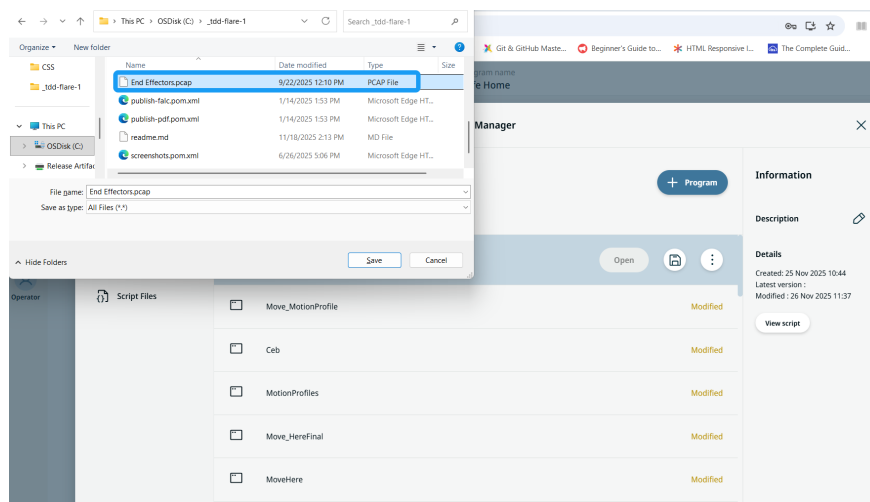 This PC > OSDisk (C:) > _tdd-flare-1
Search _tdd-flare-1
Organize
New folder
Name
Date modified
Type
Size
CSS
_tdd-flare-1
This PC
OSDisk (C:)
Release Artifac
End Effectors.pcap 9/22/2025 12:10 PM PCAP File
publish-falc.pom.xml 1/14/2025 1:53 PM Microsoft Edge HT...
publish-pdf.pom.xml 1/14/2025 1:53 PM Microsoft Edge HT...
readme.md 11/18/2025 2:13 PM MD File
screenshots.pom.xml 6/26/2025 5:06 PM Microsoft Edge HT...
File name: End Effectors.pcap
Save as type: All Files (*.*)
Hide Folders
Save
Cancel
Git & GitHub Maste...
Beginner's Guide to...
HTML Responsive I...
The Complete Guid...
gram name
e Home
Manager
Program
Open
Operator
Script Files
Move_MotionProfile Modified
Ceb Modified
MotionProfiles Modified
Move_HereFinal Modified
MoveHere Modified
Information
Description
Details
Created: 25 Nov 2025 10:44
Latest version :
Modified : 26 Nov 2025 11:37
View script